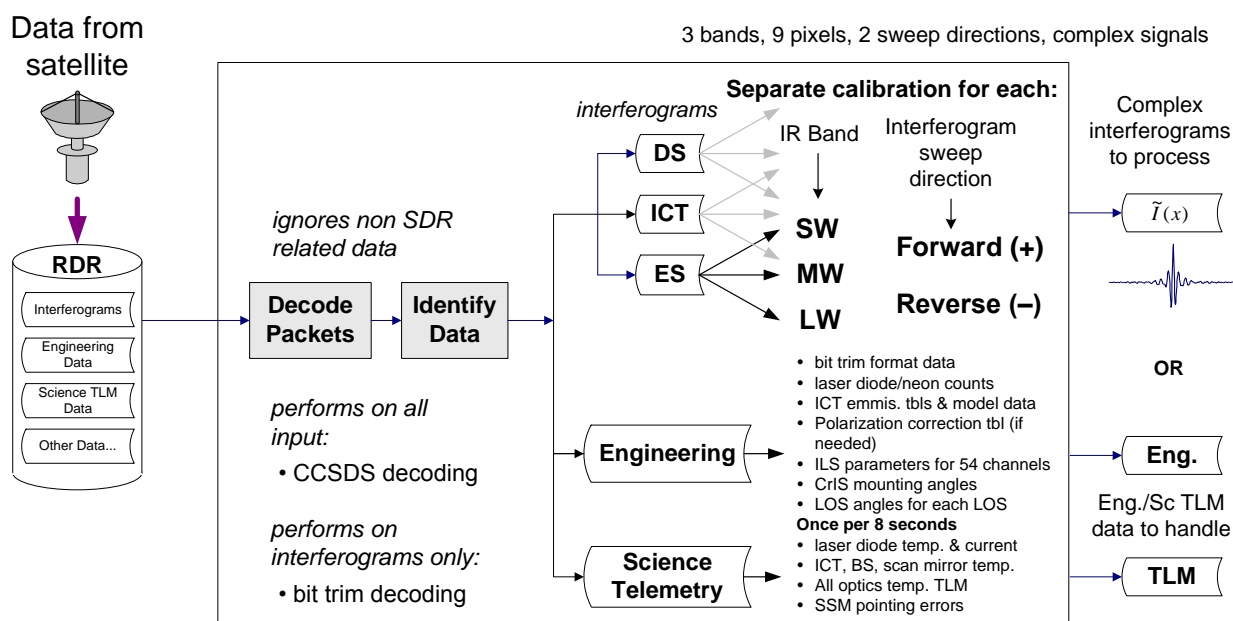 Data from
satellite
3 bands, 9 pixels, 2 sweep directions, complex signals
RDR
Interferograms
Engineering
Data
Science TLM
Data
Other Data...
ignores non SDR
related data
Decode
Packets
Identify
Data
performs on all
input:
• CCSDS decoding
performs on
interferograms only:
• bit trim decoding
interferograms
DS
ICT
ES
Separate calibration for each:
IR Band
SW
MW
LW
Interferogram
sweep
direction
Forward (+)
Reverse (–)
Engineering
• bit trim format data
• laser diode/neon counts
• ICT emmis. tbls & model data
• Polarization correction tbl (if
needed)
• ILS parameters for 54 channels
• CrIS mounting angles
• LOS angles for each LOS
Science
Telemetry
Once per 8 seconds
• laser diode temp. & current
• ICT, BS, scan mirror temp.
• All optics temp. TLM
• SSM pointing errors
Complex
interferograms
to process
Ĩ(x)
OR
Eng.
Eng./Sc TLM
data to handle
TLM